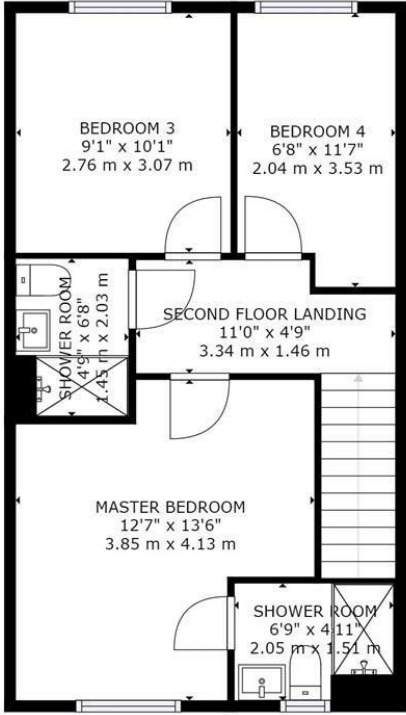 BEDROOM 3
9'1" x 10'1"
2.76 m x 3.07 m
BEDROOM 4
6'8" x 11'7"
2.04 m x 3.53 m
SHOWER ROOM
4'9" x 6'8"
1.45 m x 2.03 m
SECOND FLOOR LANDING
11'0" x 4'9"
3.34 m x 1.46 m
MASTER BEDROOM
12'7" x 13'6"
3.85 m x 4.13 m
SHOWER ROOM
6'9" x 4'11"
2.05 m x 1.51 m